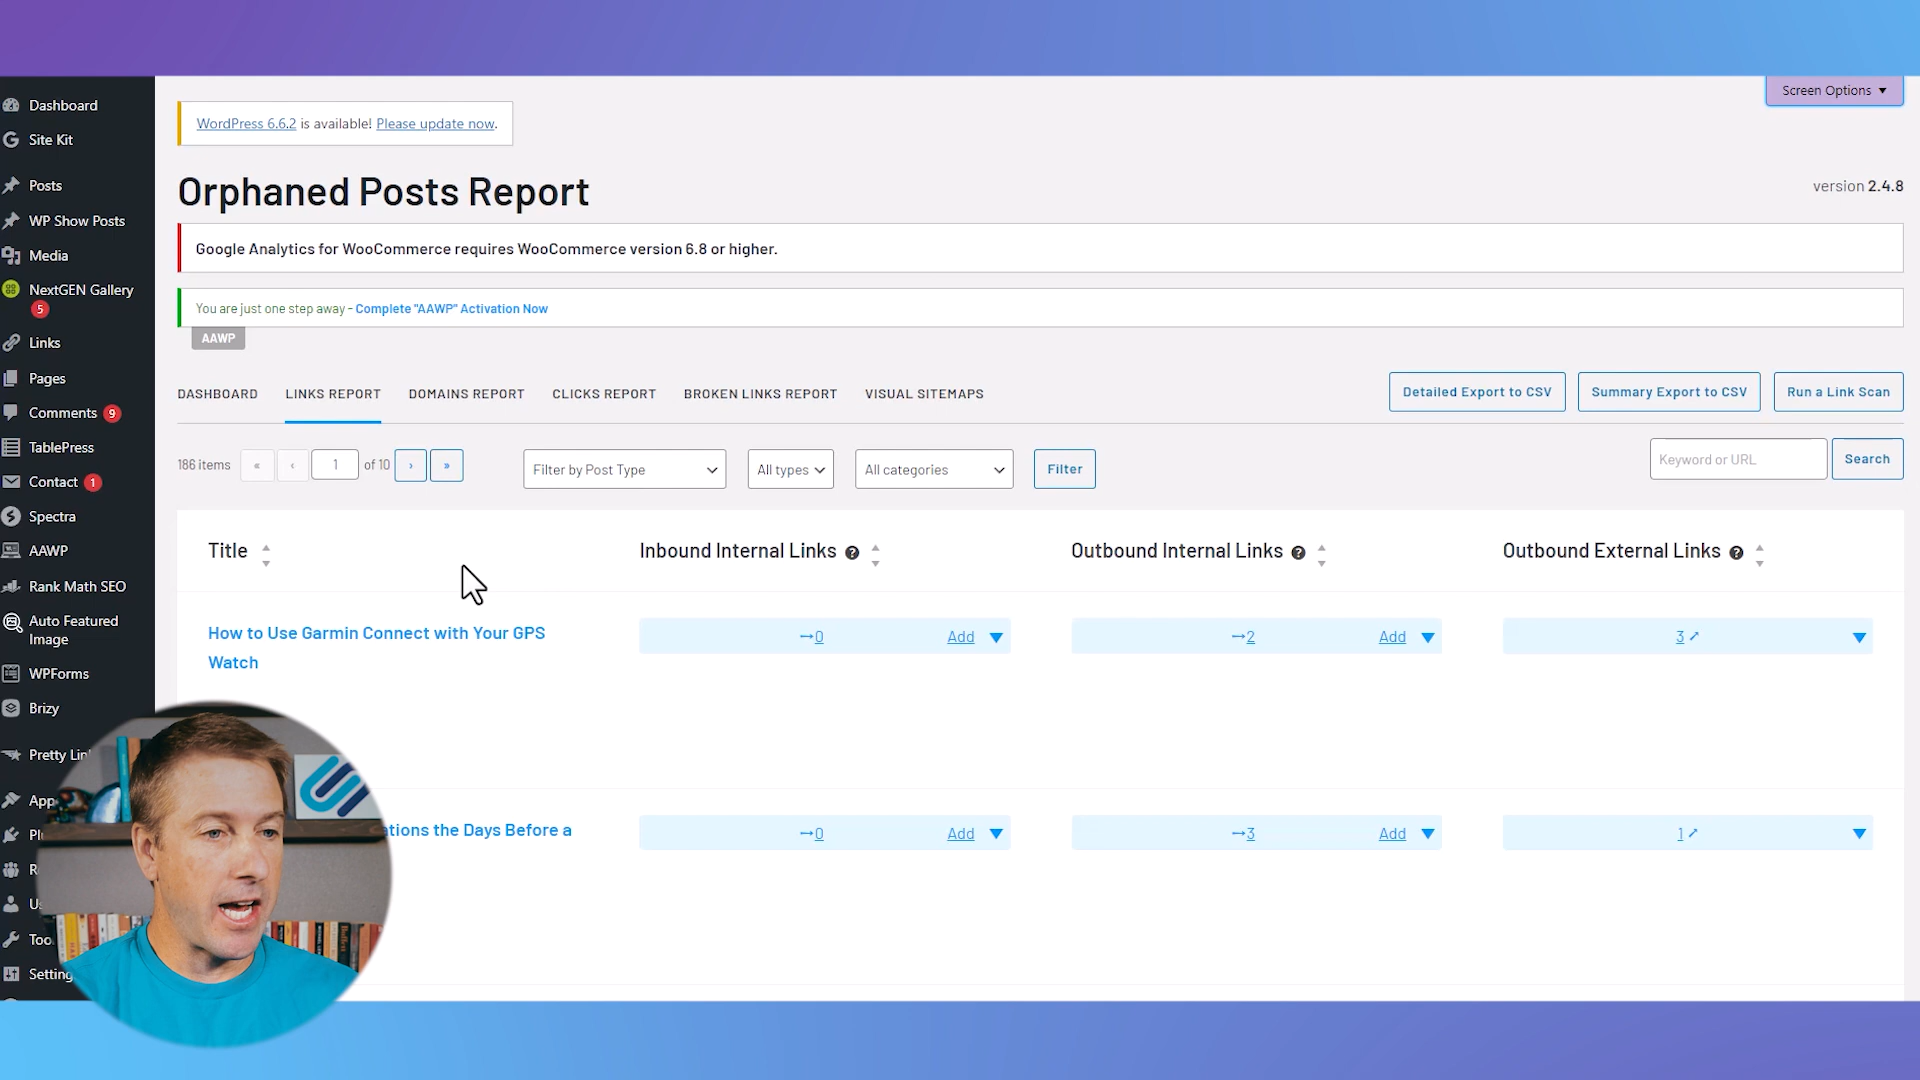 Screen Options
Dashboard
Site Kit
Posts
WP Show Posts
Media
NextGEN Gallery
5
Links
Pages
Comments 9
TablePress
Contact 1
Spectra
AAWP
Rank Math SEO
Auto Featured
Image
WPForms
Brizy
Pretty Lin
App
Pl
R
Us
Too
Setting
WordPress 6.6.2 is available! Please update now.
Orphaned Posts Report
version 2.4.8
Google Analytics for WooCommerce requires WooCommerce version 6.8 or higher.
You are just one step away - Complete "AAWP" Activation Now
AAWP
DASHBOARD LINKS REPORT DOMAINS REPORT CLICKS REPORT BROKEN LINKS REPORT VISUAL SITEMAPS
Detailed Export to CSV Summary Export to CSV Run a Link Scan
186 items « ‹ 1 of 10 › » Filter by Post Type All types All categories Filter
Keyword or URL Search
Title Inbound Internal Links ? Outbound Internal Links ? Outbound External Links ?
How to Use Garmin Connect with Your GPS
Watch
0 Add 2 Add 3
ations the Days Before a
0 Add 3 Add 1